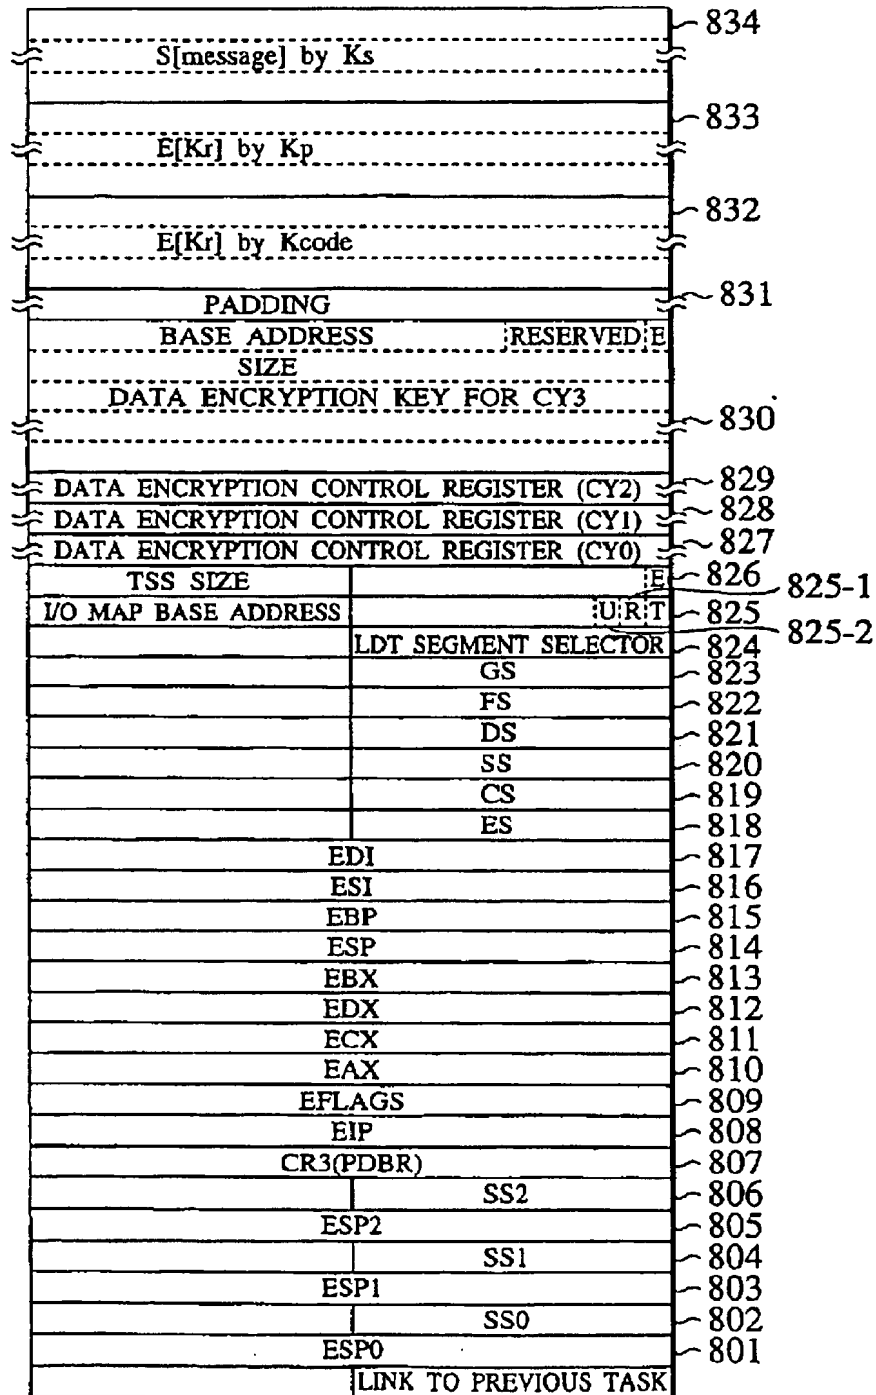 834
S[message] by Ks
833
E[Kr] by Kp
832
E[Kr] by Kcode
831
PADDING
BASE ADDRESS RESERVED E
SIZE
DATA ENCRYPTION KEY FOR CY3
830
829
DATA ENCRYPTION CONTROL REGISTER (CY2)
828
DATA ENCRYPTION CONTROL REGISTER (CY1)
827
DATA ENCRYPTION CONTROL REGISTER (CY0)
TSS SIZE E 826
825-1
I/O MAP BASE ADDRESS U R T 825
825-2
LDT SEGMENT SELECTOR 824
GS 823
FS 822
DS 821
SS 820
CS 819
ES 818
EDI 817
ESI 816
EBP 815
ESP 814
EBX 813
EDX 812
ECX 811
EAX 810
EFLAGS 809
EIP 808
CR3(PDBR) 807
SS2 806
ESP2 805
SS1 804
ESP1 803
SS0 802
ESP0 801
LINK TO PREVIOUS TASK